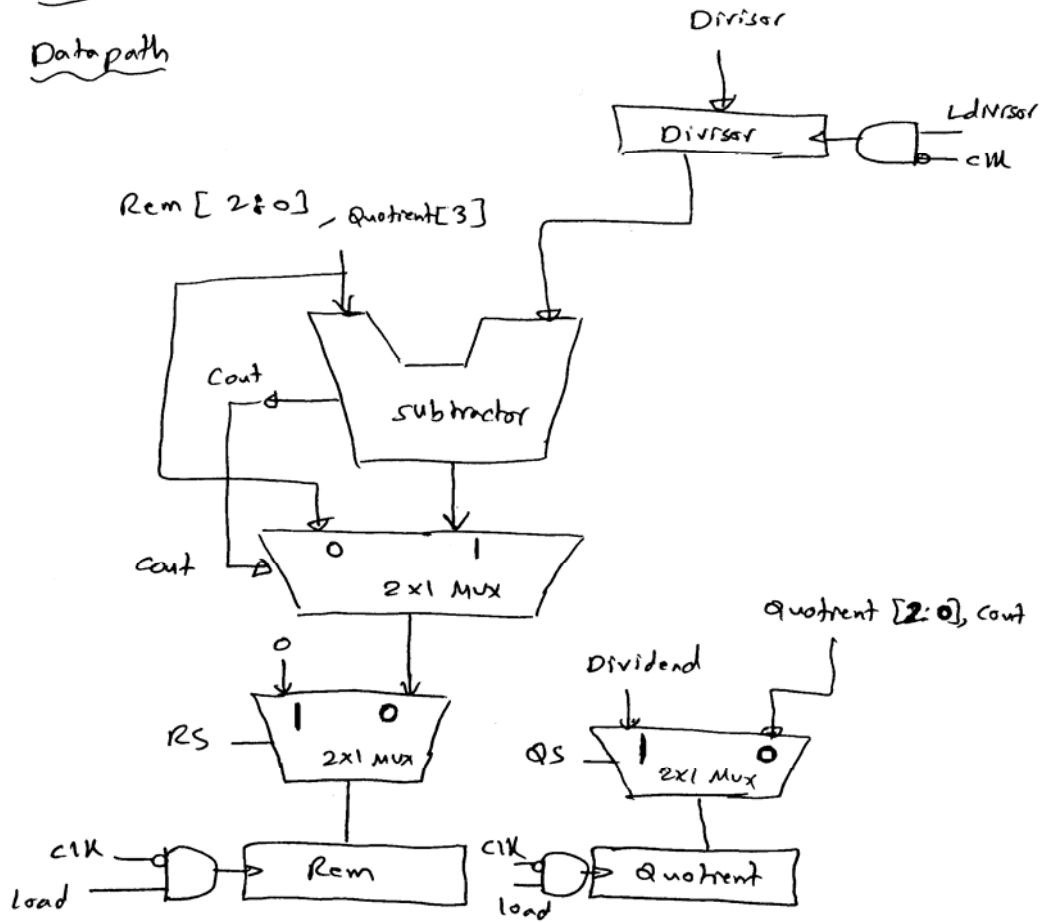 Datapath
Divisor
Divisor
Ldivisor
clk
Rem [ 2:0], Quotient[3]
Cout
subtractor
0 1
Cout
2x1 MUX
Quotient [2:0], Cout
0
Dividend
1 0
RS
2x1 MUX
1 0
QS
2x1 MUX
clk
load
Rem
clk
load
Quotient